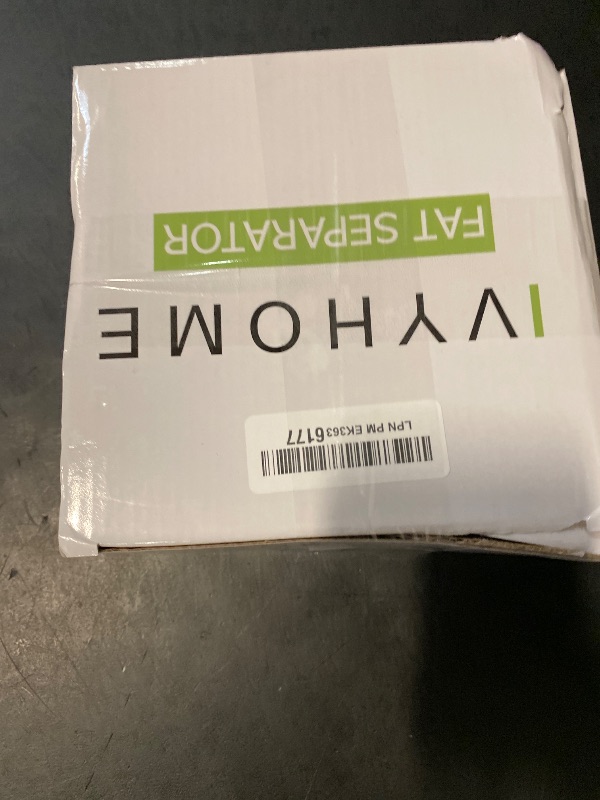 LPN PM EK3636177
IVYHOME
FAT SEPARATOR